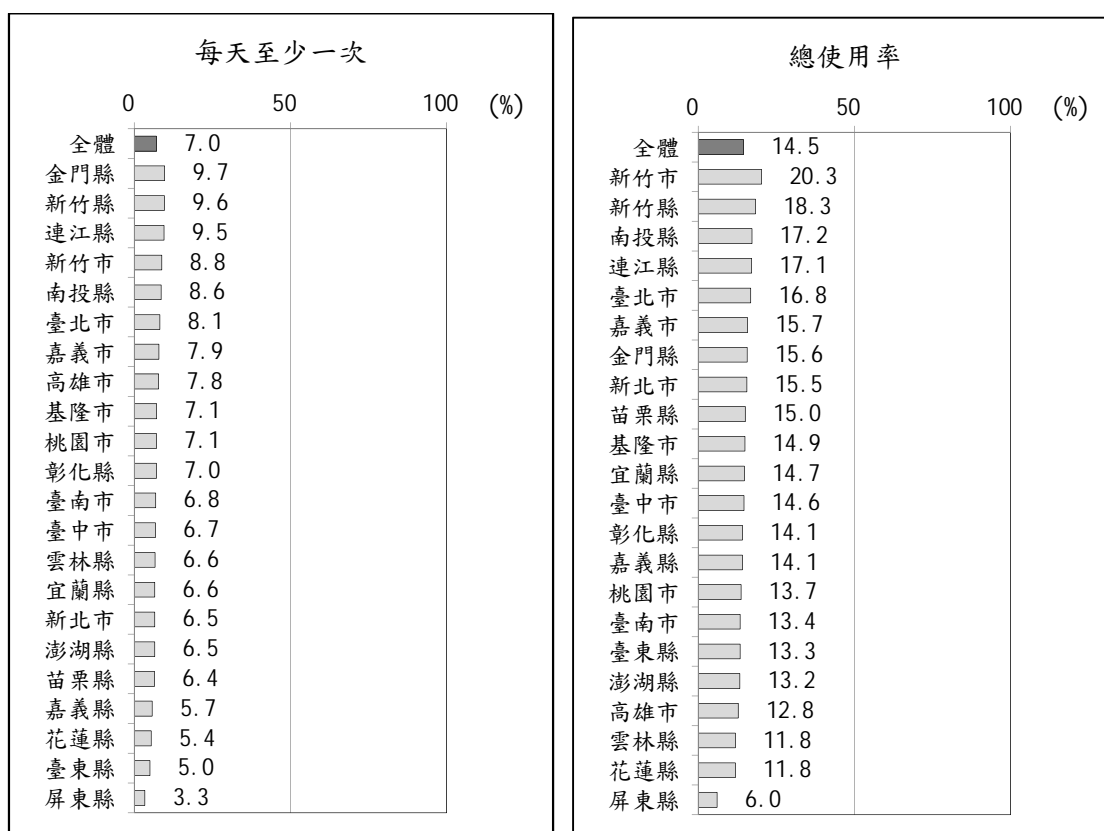 每天至少一次
0 50 100 (%)
全體 7.0
金門縣 9.7
新竹縣 9.6
連江縣 9.5
新竹市 8.8
南投縣 8.6
臺北市 8.1
嘉義市 7.9
高雄市 7.8
基隆市 7.1
桃園市 7.1
彰化縣 7.0
臺南市 6.8
臺中市 6.7
雲林縣 6.6
宜蘭縣 6.6
新北市 6.5
澎湖縣 6.5
苗栗縣 6.4
嘉義縣 5.7
花蓮縣 5.4
臺東縣 5.0
屏東縣 3.3
總使用率
0 50 100 (%)
全體 14.5
新竹市 20.3
新竹縣 18.3
南投縣 17.2
連江縣 17.1
臺北市 16.8
嘉義市 15.7
金門縣 15.6
新北市 15.5
苗栗縣 15.0
基隆市 14.9
宜蘭縣 14.7
臺中市 14.6
彰化縣 14.1
嘉義縣 14.1
桃園市 13.7
臺南市 13.4
臺東縣 13.3
澎湖縣 13.2
高雄市 12.8
雲林縣 11.8
花蓮縣 11.8
屏東縣 6.0